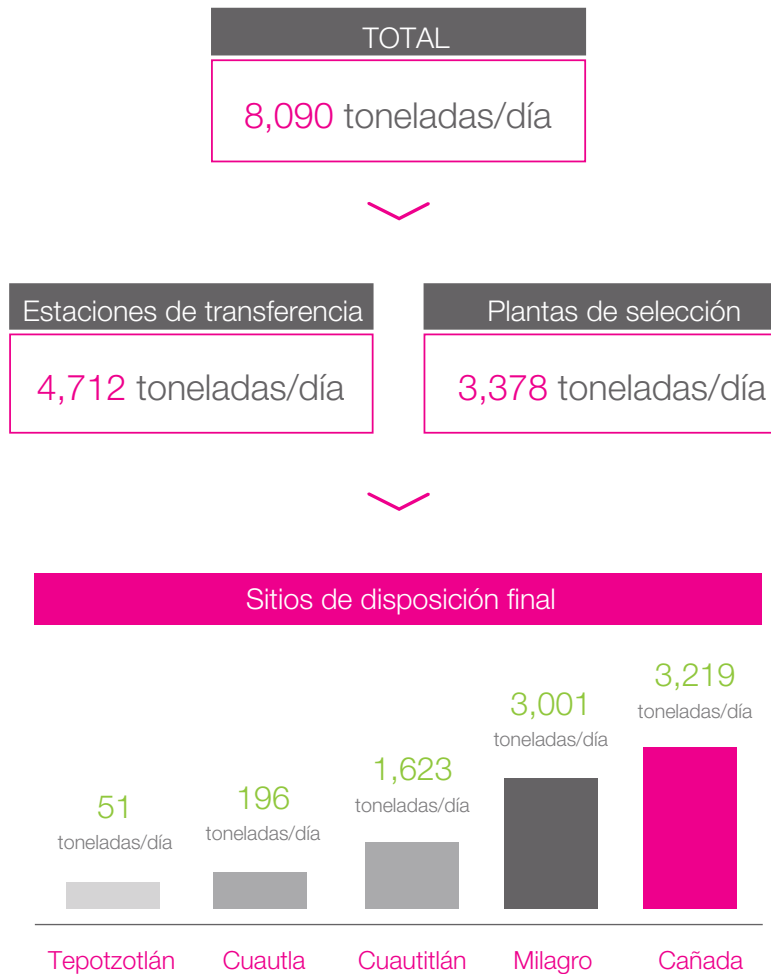 TOTAL
8,090 toneladas/día
Estaciones de transferencia
4,712 toneladas/día
Plantas de selección
3,378 toneladas/día
Sitios de disposición final
51
toneladas/día
196
toneladas/día
1,623
toneladas/día
3,001
toneladas/día
3,219
toneladas/día
Tepotzotlán
Cuautla
Cuautitlán
Milagro
Cañada